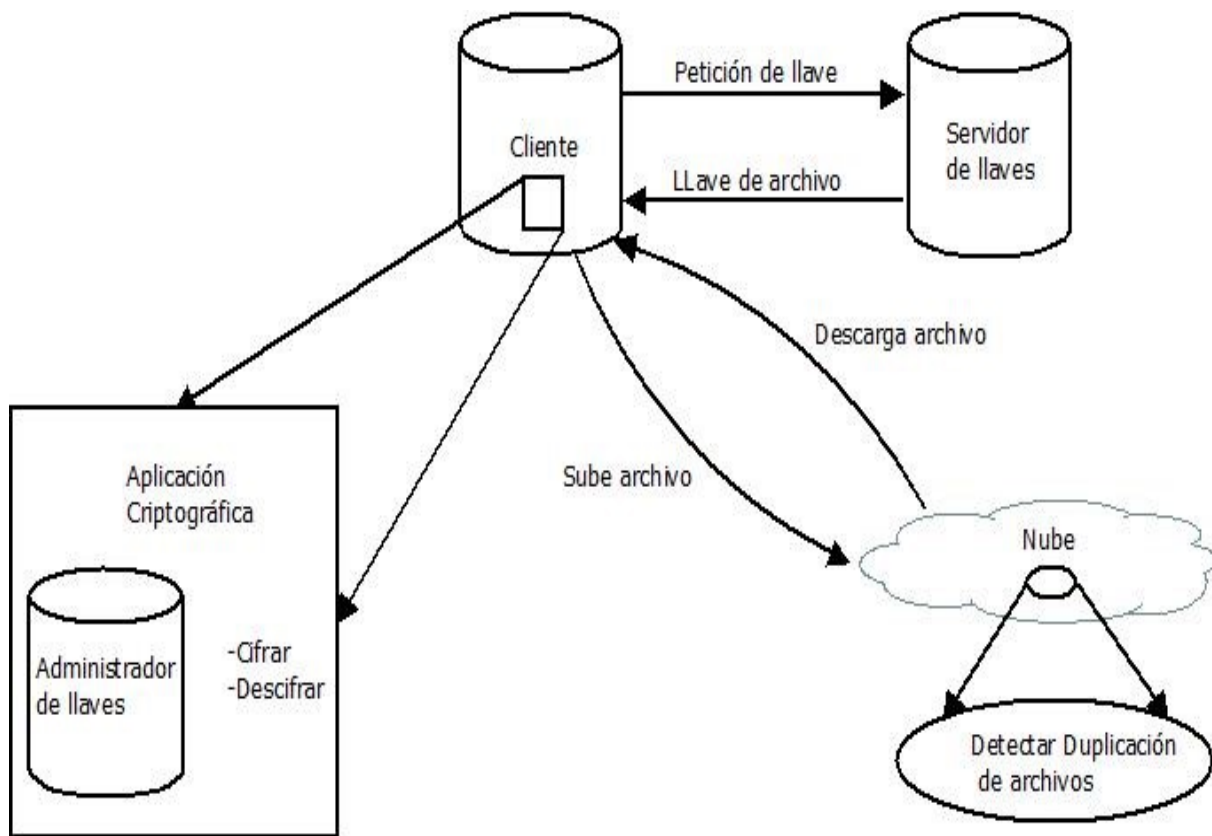 Petición de llave
Cliente
Servidor
de llaves
LLave de archivo
Descarga archivo
Sube archivo
Aplicación
Criptográfica
Nube
Administrador
de llaves
-Cifrar
-Descifrar
Detectar Duplicación
de archivos